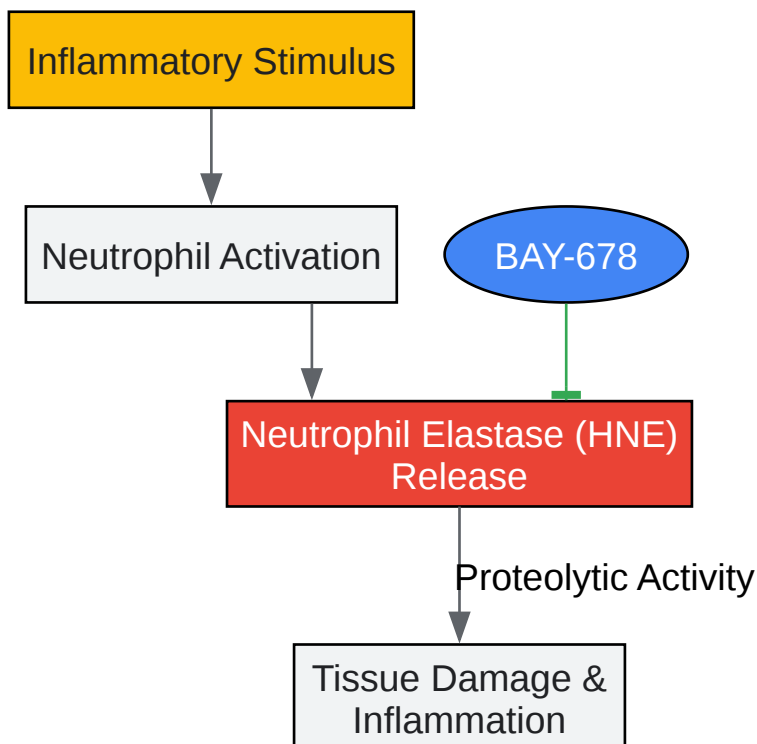 Inflammatory Stimulus
Neutrophil Activation
BAY-678
Neutrophil Elastase (HNE)
Release
Proteolytic Activity
Tissue Damage &
Inflammation